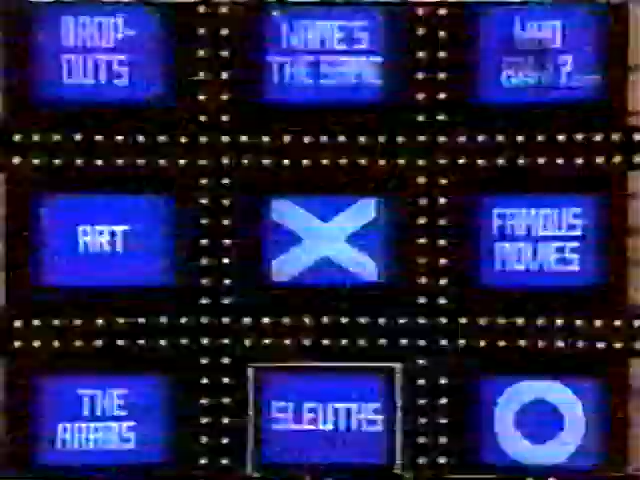 DROP-
OUTS
NAME'S
THE SAME
WHO
ART
X
FAMOUS
MOVIES
THE
ARABS
SLEUTHS
O